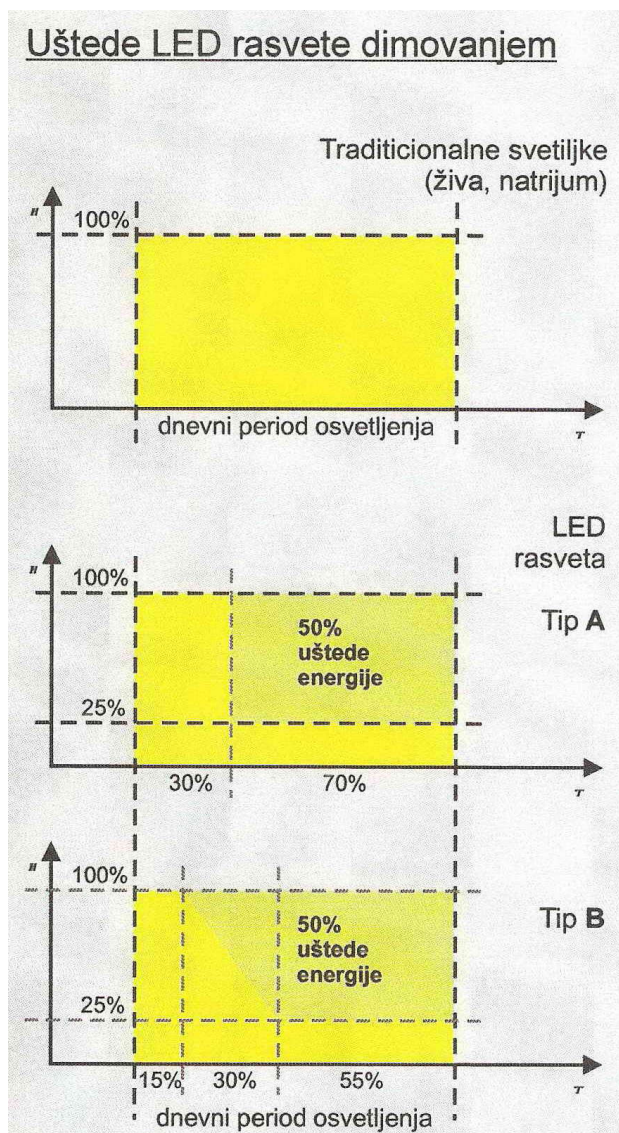 Uštede LED rasvete dimovanjem
Traditicionalne svetiljke
(živa, natrijum)
100%
dnevni period osvetljenja
T
LED
rasveta
100%
Tip A
50%
uštede
energije
25%
30% 70%
T
100%
Tip B
50%
uštede
energije
25%
15% 30% 55%
T
dnevni period osvetljenja